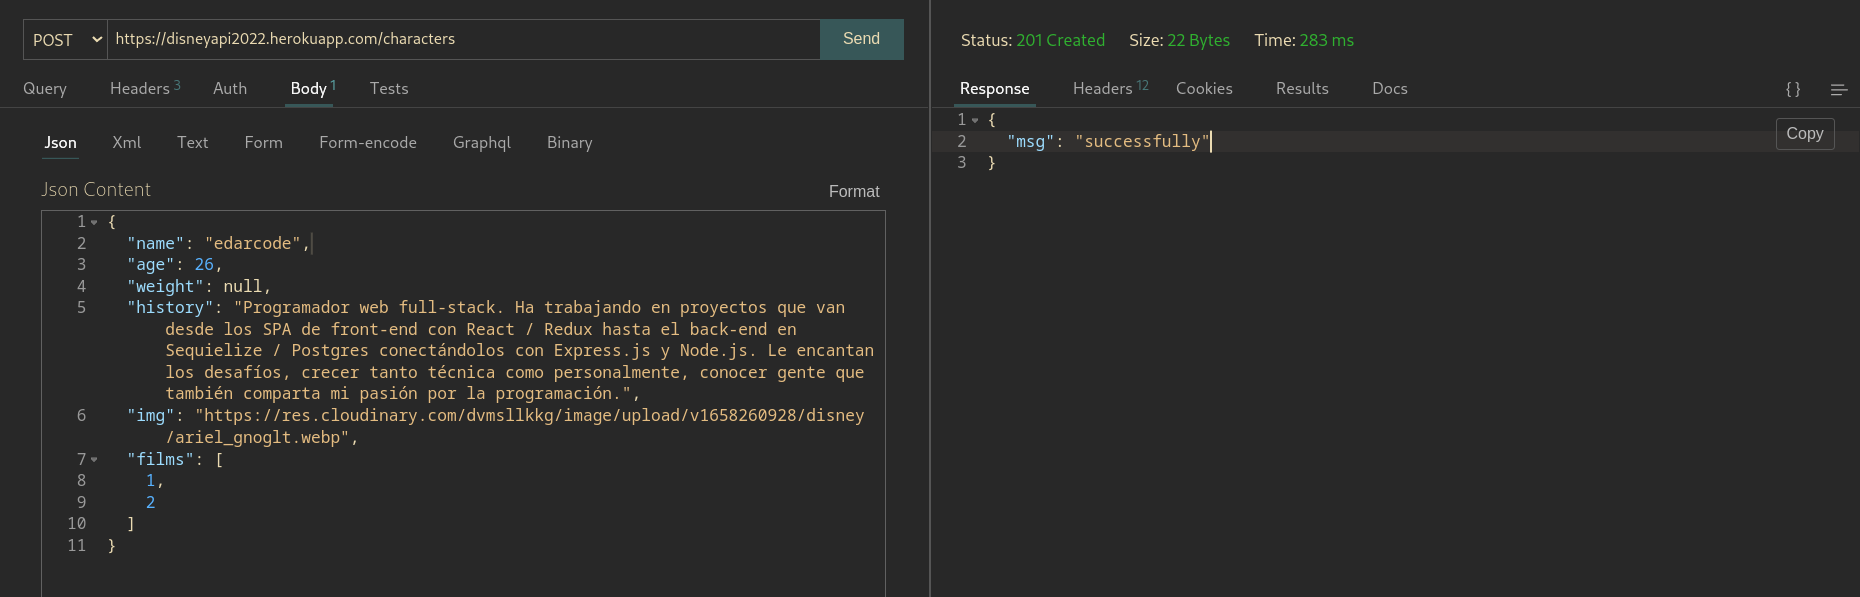 POST https://disneyapi2022.herokuapp.com/characters Send
Query Headers 3 Auth Body 1 Tests
Json Xml Text Form Form-encode Graphql Binary
Json Content Format
1 {
2 "name": "edarcode",
3 "age": 26,
4 "weight": null,
5 "history": "Programador web full-stack. Ha trabajando en proyectos que van
desde los SPA de front-end con React / Redux hasta el back-end en
Sequielize / Postgres conectándolos con Express.js y Node.js. Le encantan
los desafíos, crecer tanto técnica como personalmente, conocer gente que
también comparta mi pasión por la programación.",
6 "img": "https://res.cloudinary.com/dvmsllkkg/image/upload/v1658260928/disney
/ariel_gnoglt.webp",
7 "films": [
8 1,
9 2
10 ]
11 }
Status: 201 Created Size: 22 Bytes Time: 283 ms
Response Headers 12 Cookies Results Docs {}
1 {
2 "msg": "successfully"
Copy
3 }